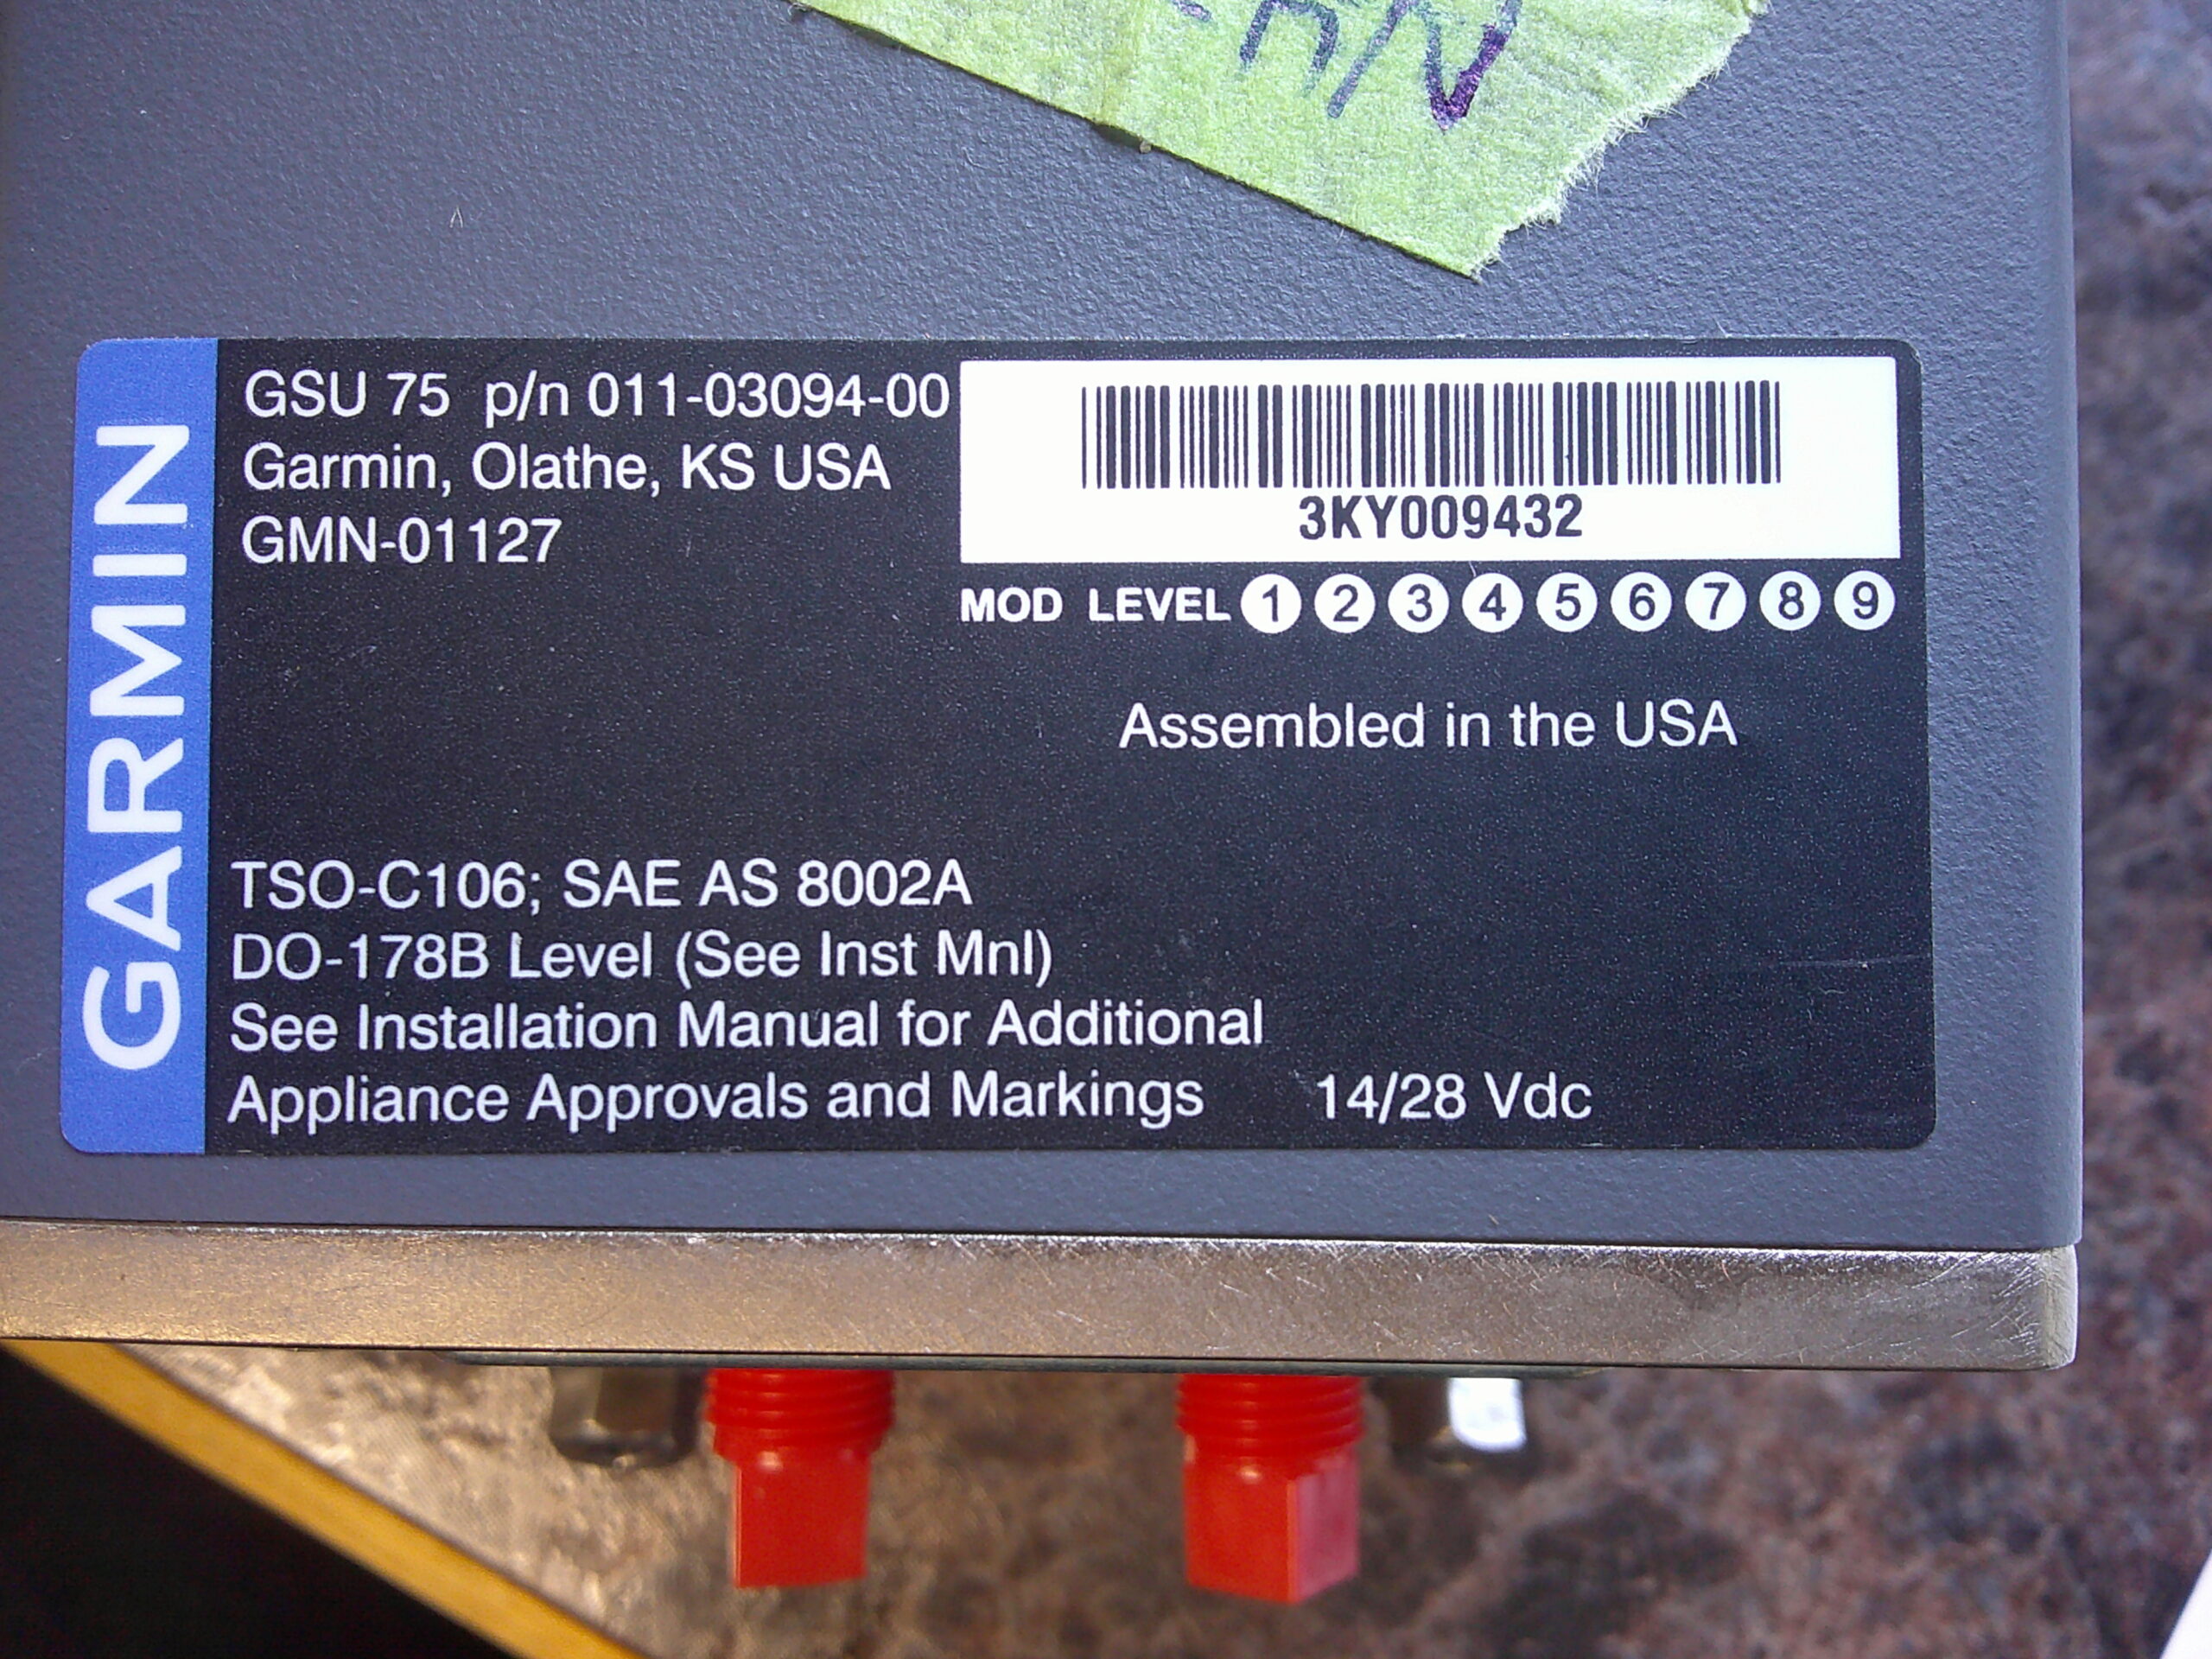 GARMIN
GSU 75 p/n 011-03094-00
Garmin, Olathe, KS USA
GMN-01127
3KY009432
MOD LEVEL 1 2 3 4 5 6 7 8 9
Assembled in the USA
TSO-C106; SAE AS 8002A
DO-178B Level (See Inst Mnl)
See Installation Manual for Additional
Appliance Approvals and Markings
14/28 Vdc